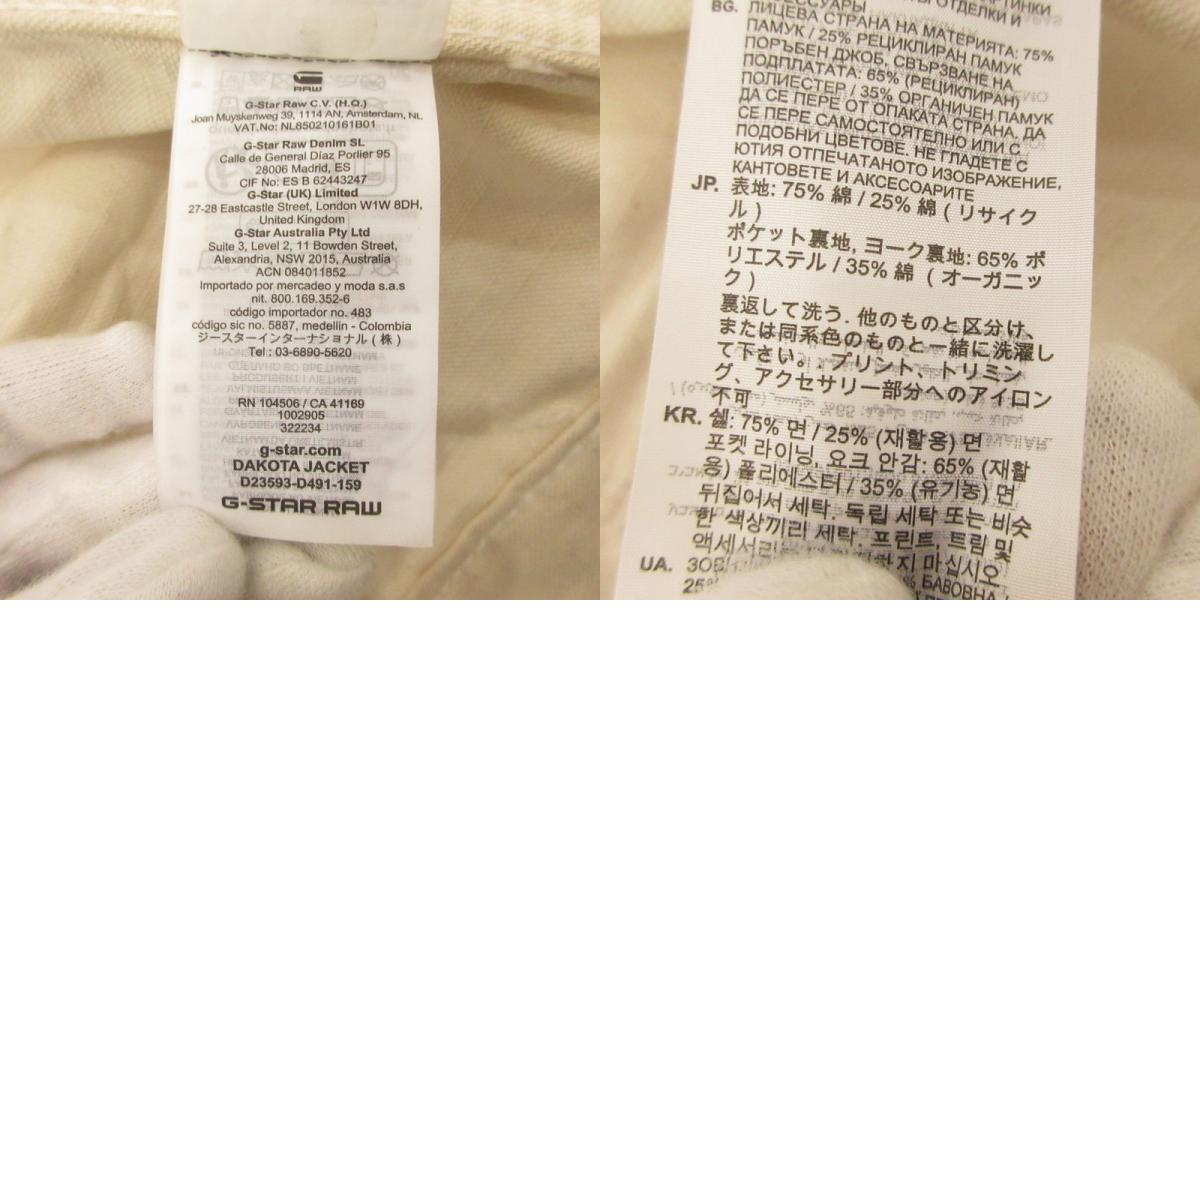 RAW
G-Star Raw C.V. (H.Q.)
Joan Muyskenweg 39, 1114 AN, Amsterdam, NL
VAT.No: NL850210161B01
G-Star Raw Denim SL
Calle de General Díaz Porlier 95
28006 Madrid, ES
CIF No: ES B 62443247
G-Star (UK) Limited
27-28 Eastcastle Street, London W1W 8DH,
United Kingdom
G-Star Australia Pty Ltd
Suite 3, Level 2, 11 Bowden Street,
Alexandria, NSW 2015, Australia
ACN 084011852
Importado por mercadeo y moda s.a.s
nit. 800.169.352-6
código importador no. 483
código sic no. 5887, medellin - Colombia
ジースターインターナショナル ( 株 )
Tel : 03-6890-5620
RN 104506 / CA 41169
1002905
322234
g-star.com
DAKOTA JACKET
D23593-D491-159
G-STAR RAW
ОТДЕЛКИ И
BG. ЛИЦЕВА СТРАНА НА МАТЕРИЯТА: 75%
ПАМУК / 25% РЕЦИКЛИРАН ПАМУК
ПОРЪБЕН ДЖОБ, СВЪРЗВАНЕ НА
ПОДПЛАТАТА: 65% (РЕЦИКЛИРАН)
ПОЛИЕСТЕР / 35% ОРГАНИЧЕН ПАМУК
ДА СЕ ПЕРЕ ОТ ОПАКАТА СТРАНА. ДА
СЕ ПЕРЕ САМОСТОЯТЕЛНО ИЛИ С
ПОДОБНИ ЦВЕТОВЕ. НЕ ГЛАДЕТЕ С
ЮТИЯ ОТПЕЧАТАНОТО ИЗОБРАЖЕНИЕ,
КАНТОВЕТЕ И АКСЕСОАРИТЕ
JP. 表地: 75% 綿 / 25% 綿 ( リサイク
ル )
ポケット裏地, ヨーク裏地: 65% ポ
リエステル / 35% 綿 ( オーガニッ
ク )
裏返して洗う. 他のものと区分け、
または同系色のものと一緒に洗濯し
て下さい。. プリント、トリミン
グ、アクセサリー部分へのアイロン
不可
KR. 쉘: 75% 면 / 25% (재활용) 면
포켓 라이닝, 요크 안감: 65% (재활
용) 폴리에스터 / 35% (유기농) 면
뒤집어서 세탁. 독립 세탁 또는 비슷
한 색상끼리 세탁. 프린트, 트림 및
액세서리 마십시오
UA.
25% БАВОВНА /